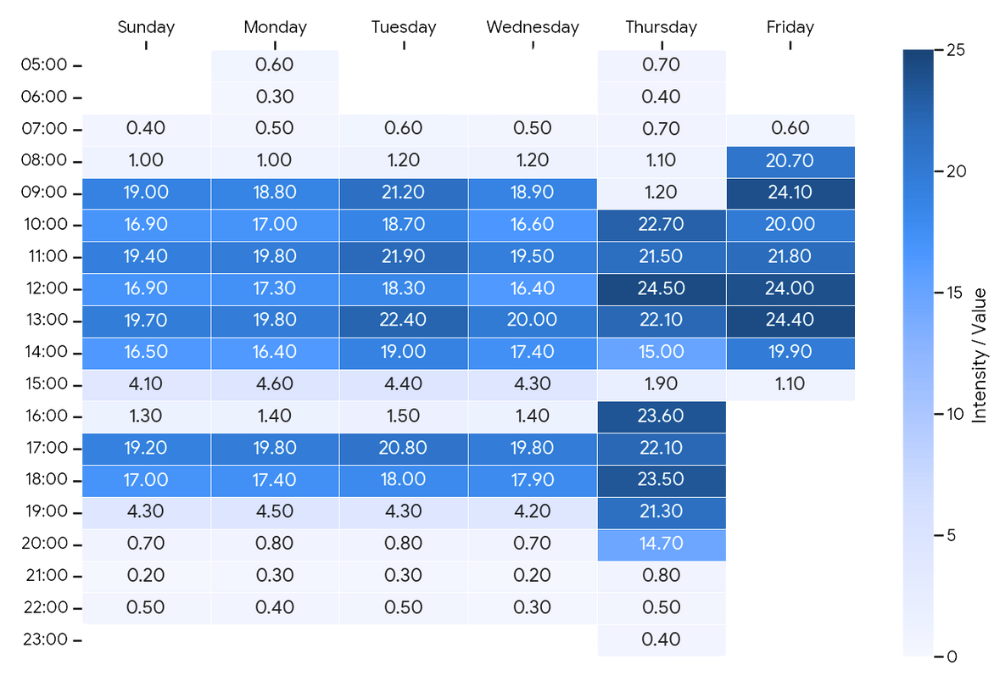 Sunday Monday Tuesday Wednesday Thursday Friday
05:00 0.60 0.70 25
06:00 0.30 0.40
07:00 0.40 0.50 0.60 0.50 0.70 0.60
08:00 1.00 1.00 1.20 1.20 1.10 20.70 20
09:00 19.00 18.80 21.20 18.90 1.20 24.10
10:00 16.90 17.00 18.70 16.60 22.70 20.00
11:00 19.40 19.80 21.90 19.50 21.50 21.80
12:00 16.90 17.30 18.30 16.40 24.50 24.00 15
13:00 19.70 19.80 22.40 20.00 22.10 24.40
14:00 16.50 16.40 19.00 17.40 15.00 19.90
15:00 4.10 4.60 4.40 4.30 1.90 1.10
16:00 1.30 1.40 1.50 1.40 23.60 10
17:00 19.20 19.80 20.80 19.80 22.10
18:00 17.00 17.40 18.00 17.90 23.50
19:00 4.30 4.50 4.30 4.20 21.30
20:00 0.70 0.80 0.80 0.70 14.70 5
21:00 0.20 0.30 0.30 0.20 0.80
22:00 0.50 0.40 0.50 0.30 0.50
23:00 0.40 0
Intensity / Value